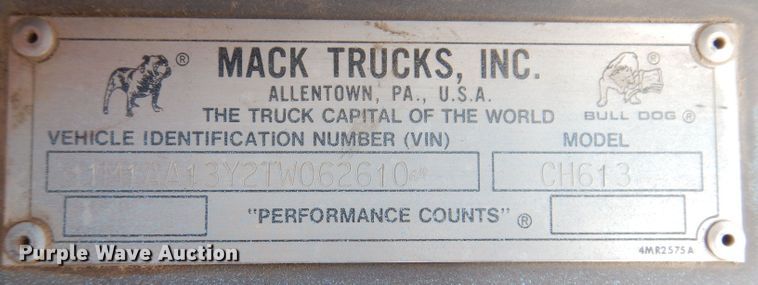 MACK TRUCKS, INC.
ALLENTOWN, PA., U.S.A.
THE TRUCK CAPITAL OF THE WORLD
BULL DOG ®
VEHICLE IDENTIFICATION NUMBER (VIN)
MODEL
1M1AA13Y2TW062610
CH613
"PERFORMANCE COUNTS" ®
4MR2575A
Purple Wave Auction